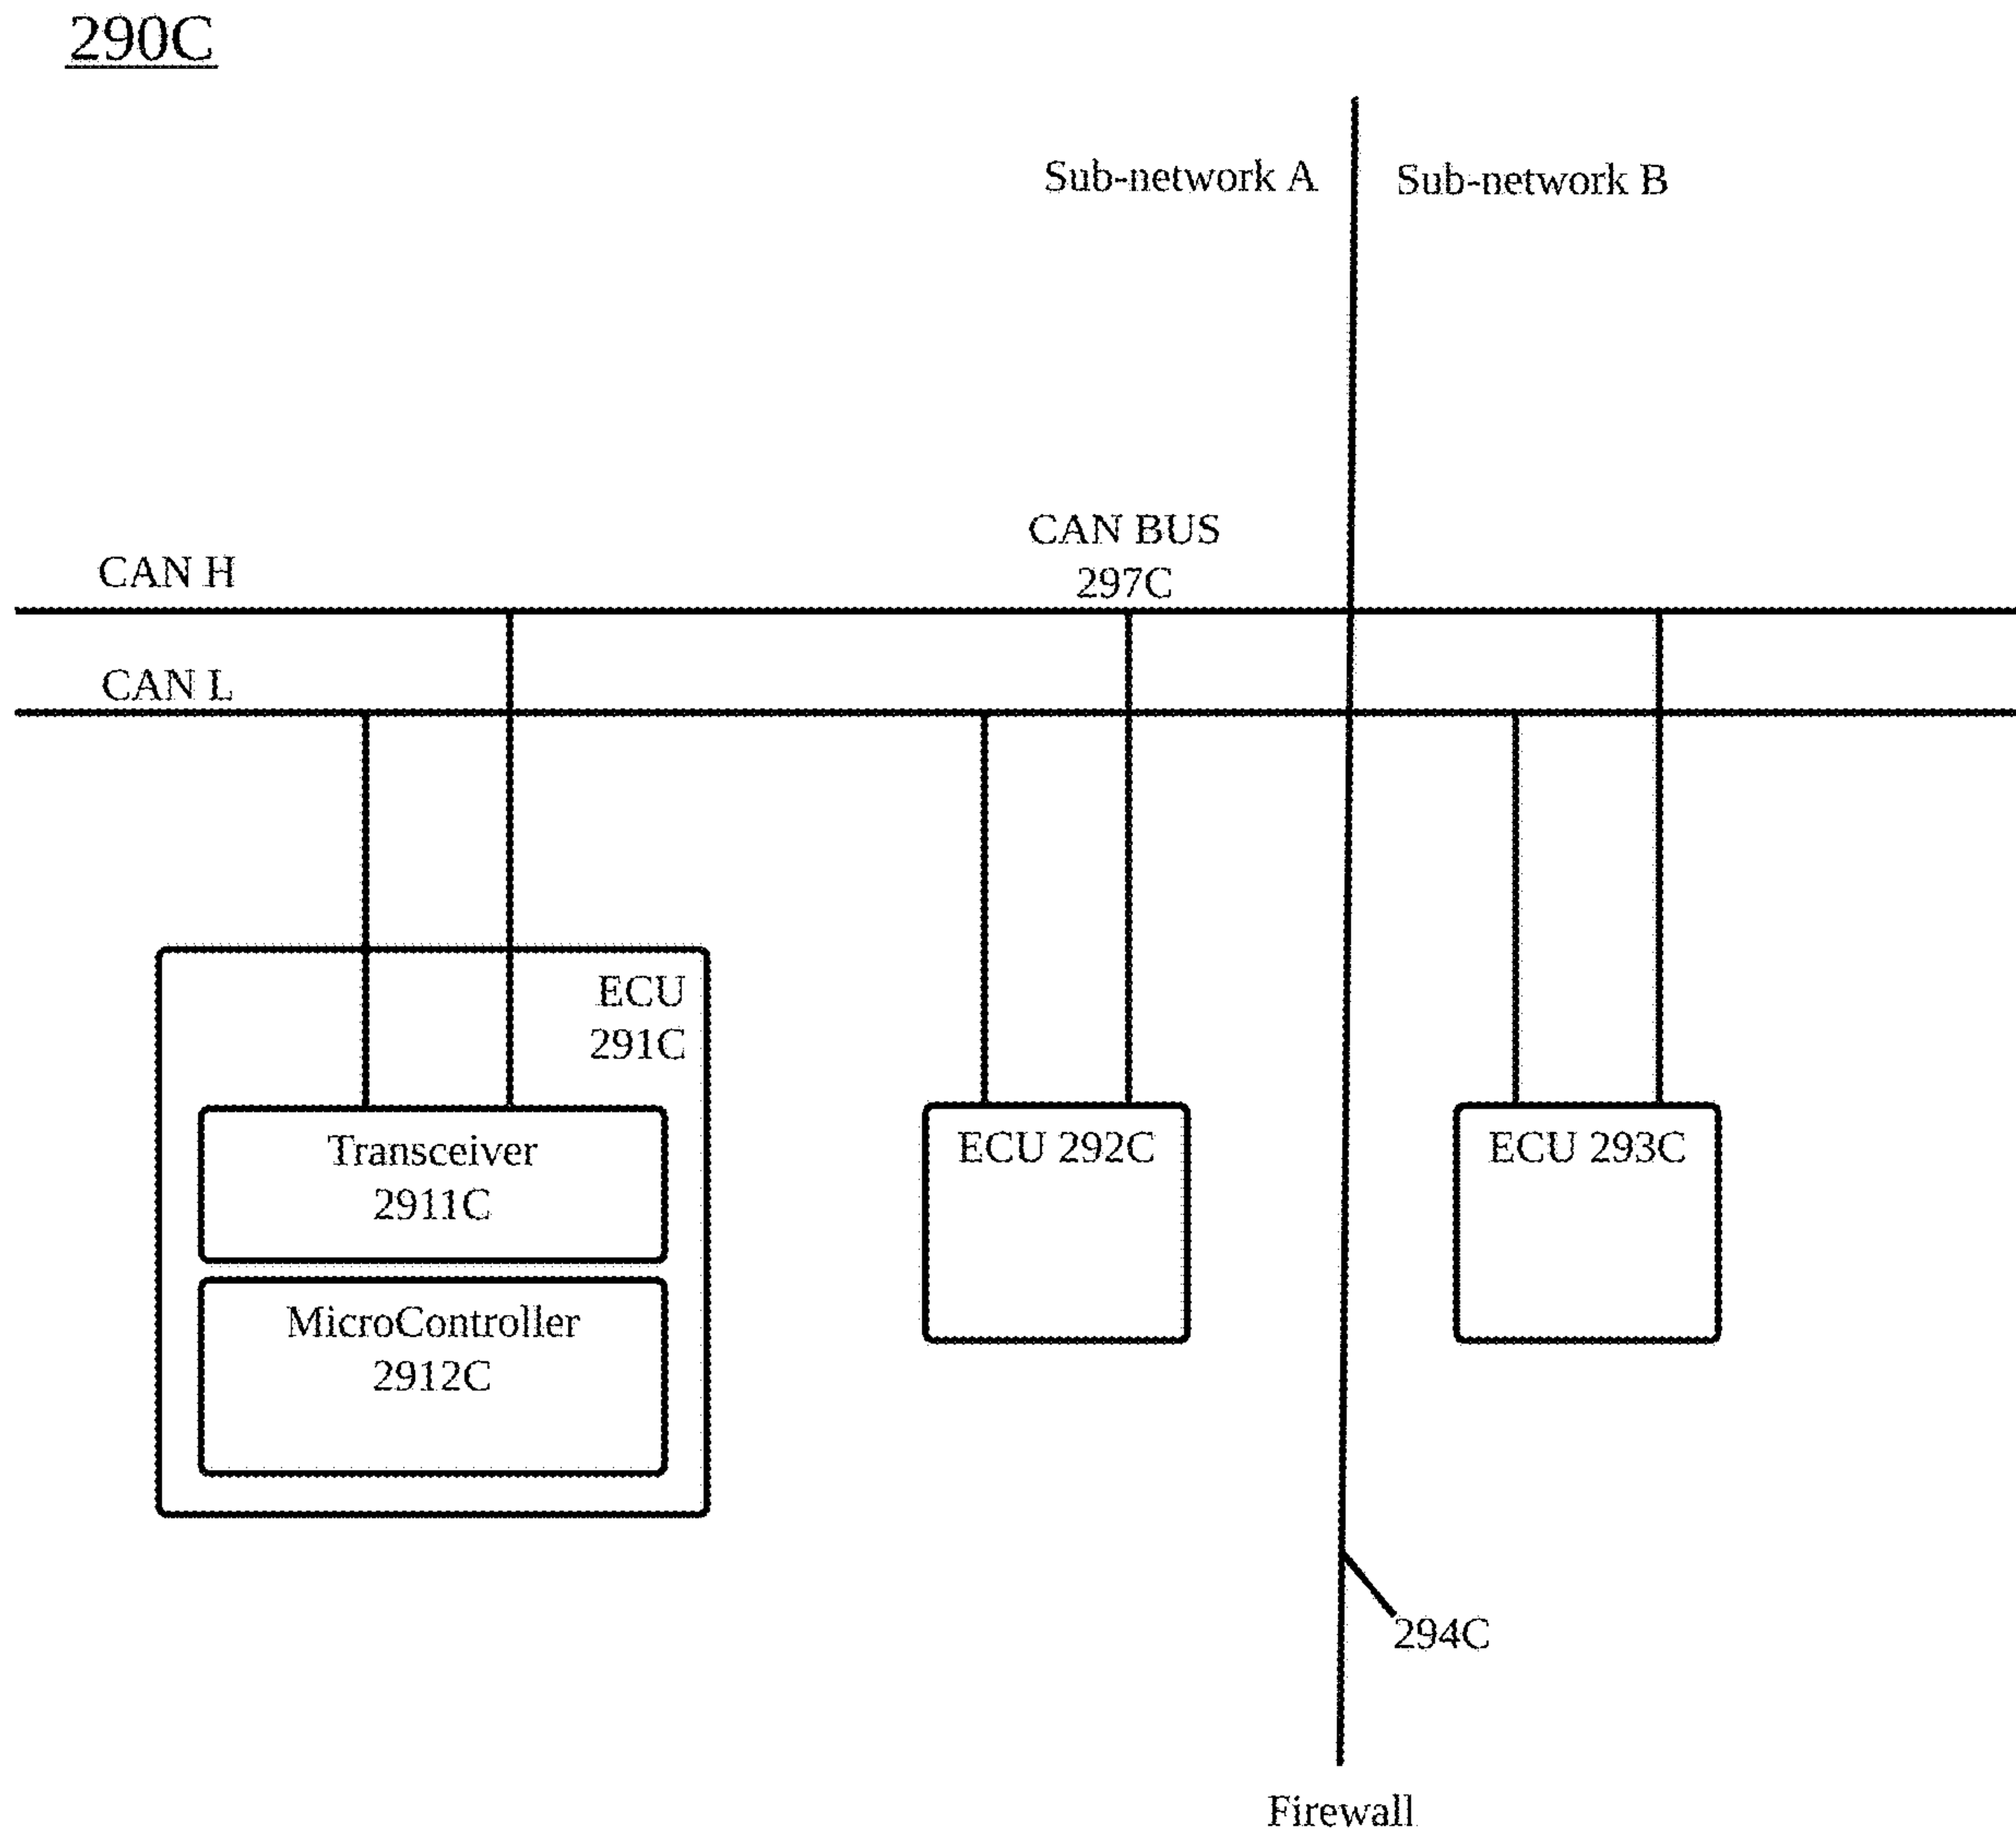 290C
Sub-network A
Sub-network B
CAN BUS
297C
CAN H
CAN L
ECU
291C
Transceiver
2911C
MicroController
2912C
ECU 292C
ECU 293C
294C
Firewall